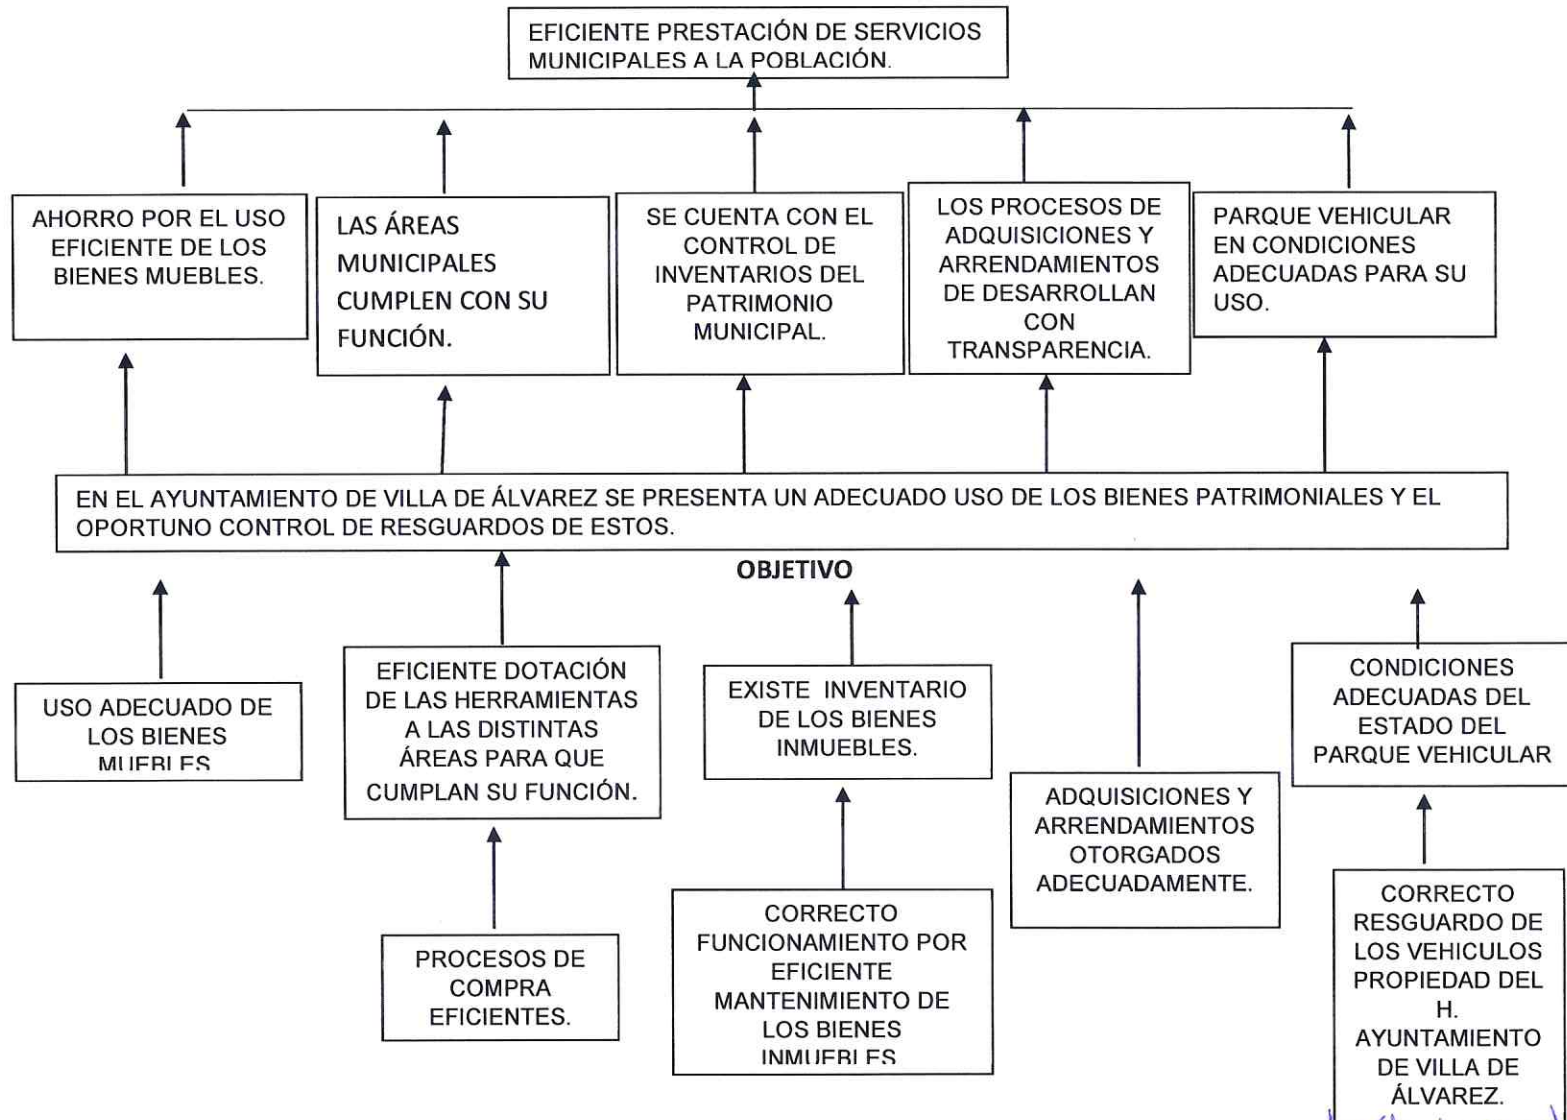 EFICIENTE PRESTACIÓN DE SERVICIOS
MUNICIPALES A LA POBLACIÓN.
AHORRO POR EL USO
EFICIENTE DE LOS
BIENES MUEBLES.
LAS ÁREAS
MUNICIPALES
CUMPLEN CON SU
FUNCIÓN.
SE CUENTA CON EL
CONTROL DE
INVENTARIOS DEL
PATRIMONIO
MUNICIPAL.
LOS PROCESOS DE
ADQUISICIONES Y
ARRENDAMIENTOS
DE DESARROLLAN
CON
TRANSPARENCIA.
PARQUE VEHICULAR
EN CONDICIONES
ADECUADAS PARA SU
USO.
EN EL AYUNTAMIENTO DE VILLA DE ÁLVAREZ SE PRESENTA UN ADECUADO USO DE LOS BIENES PATRIMONIALES Y EL
OPORTUNO CONTROL DE RESGUARDOS DE ESTOS.
OBJETIVO
USO ADECUADO DE
LOS BIENES
MUEBLES
EFICIENTE DOTACIÓN
DE LAS HERRAMIENTAS
A LAS DISTINTAS
ÁREAS PARA QUE
CUMPLAN SU FUNCIÓN.
EXISTE INVENTARIO
DE LOS BIENES
INMUEBLES.
ADQUISICIONES Y
ARRENDAMIENTOS
OTORGADOS
ADECUADAMENTE.
CONDICIONES
ADECUADAS DEL
ESTADO DEL
PARQUE VEHICULAR
PROCESOS DE
COMPRA
EFICIENTES.
CORRECTO
FUNCIONAMIENTO POR
EFICIENTE
MANTENIMIENTO DE
LOS BIENES
INMUEBLES
CORRECTO
RESGUARDO DE
LOS VEHICULOS
PROPIEDAD DEL
H.
AYUNTAMIENTO
DE VILLA DE
ÁLVAREZ.